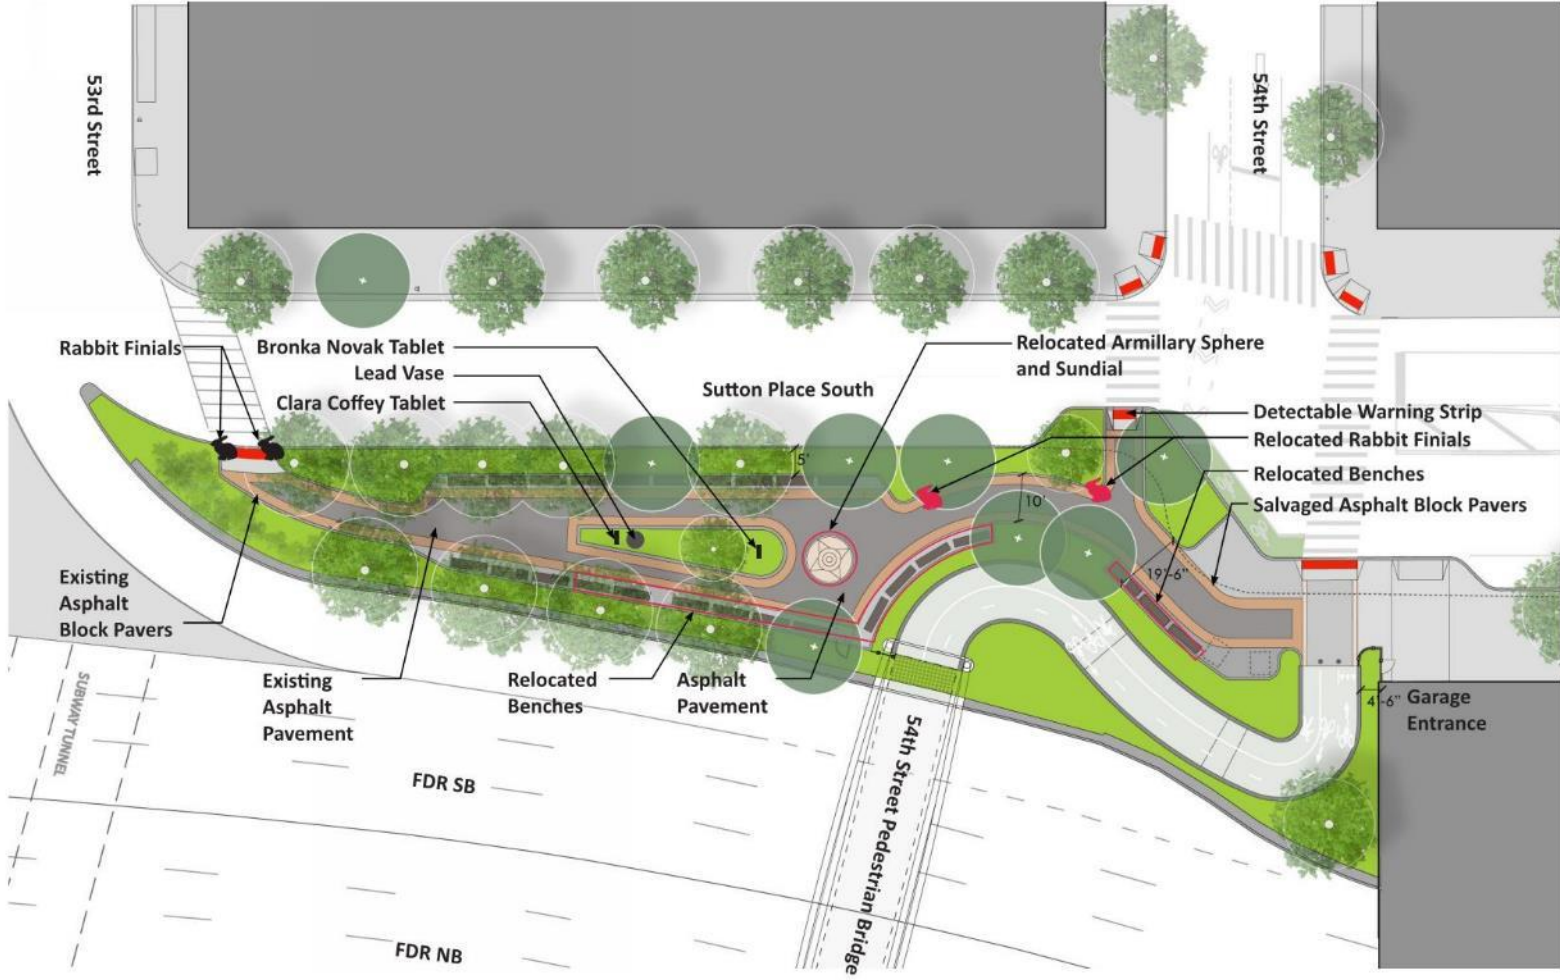 53rd Street
54th Street
Rabbit Finials
Bronka Novak Tablet
Lead Vase
Clara Coffey Tablet
Sutton Place South
Relocated Armillary Sphere
and Sundial
Detectable Warning Strip
Relocated Rabbit Finials
Relocated Benches
Salvaged Asphalt Block Pavers
5'
10'
19'-6"
Existing
Asphalt
Block Pavers
Existing
Asphalt
Pavement
Relocated
Benches
Asphalt
Pavement
4'-6"
Garage
Entrance
SUBWAY TUNNEL
54th Street Pedestrian Bridge
FDR SB
FDR NB